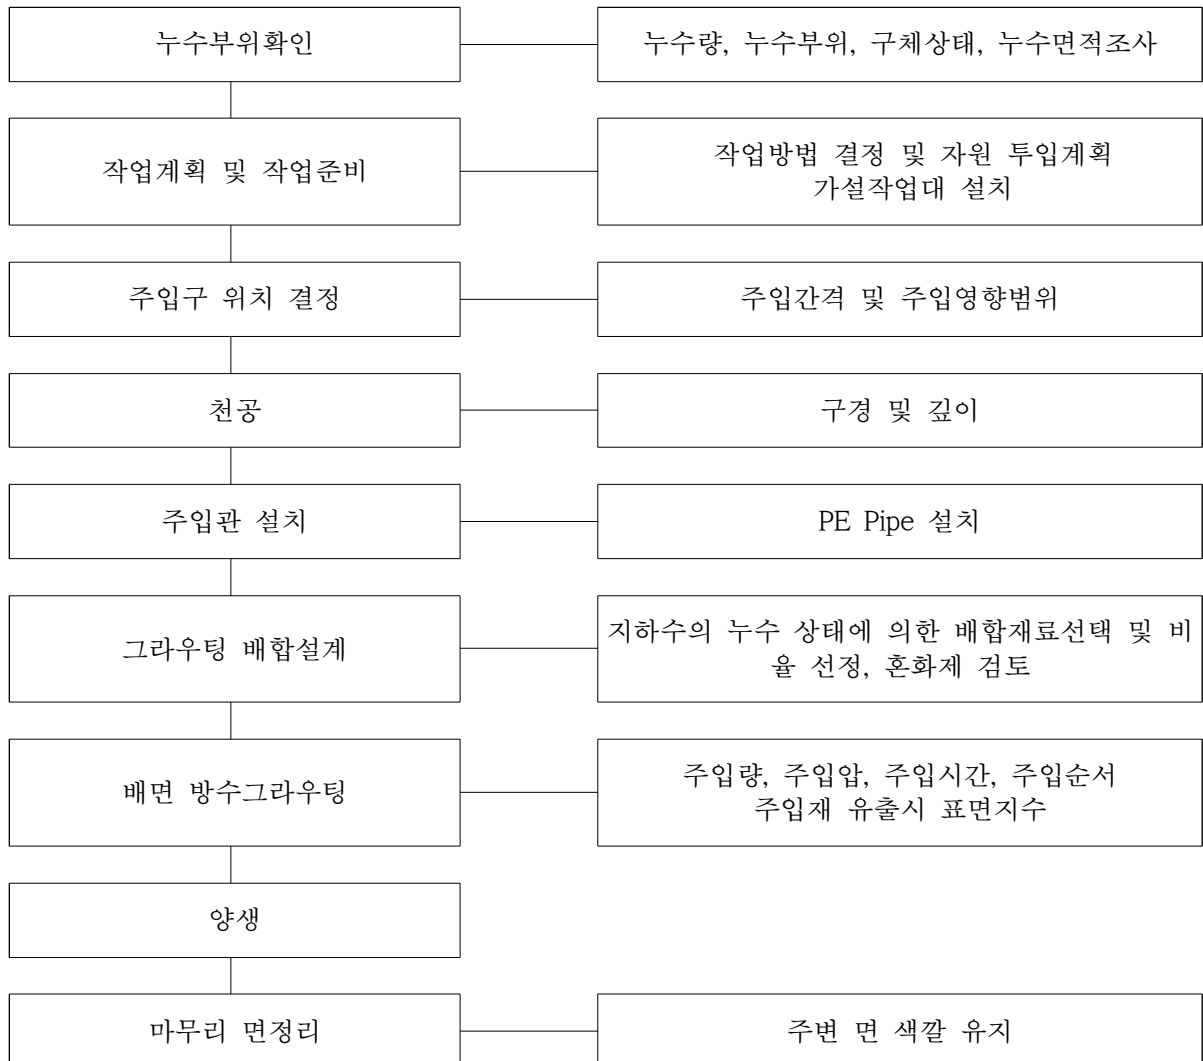 누수부위확인
누수량, 누수부위, 구체상태, 누수면적조사
작업계획 및 작업준비
작업방법 결정 및 자원 투입계획
가설작업대 설치
주입구 위치 결정
주입간격 및 주입영향범위
천공
구경 및 깊이
주입관 설치
PE Pipe 설치
그라우팅 배합설계
지하수의 누수 상태에 의한 배합재료선택 및 비
율 선정, 혼화제 검토
배면 방수그라우팅
주입량, 주입압, 주입시간, 주입순서
주입재 유출시 표면지수
양생
마무리 면정리
주변 면 색깔 유지